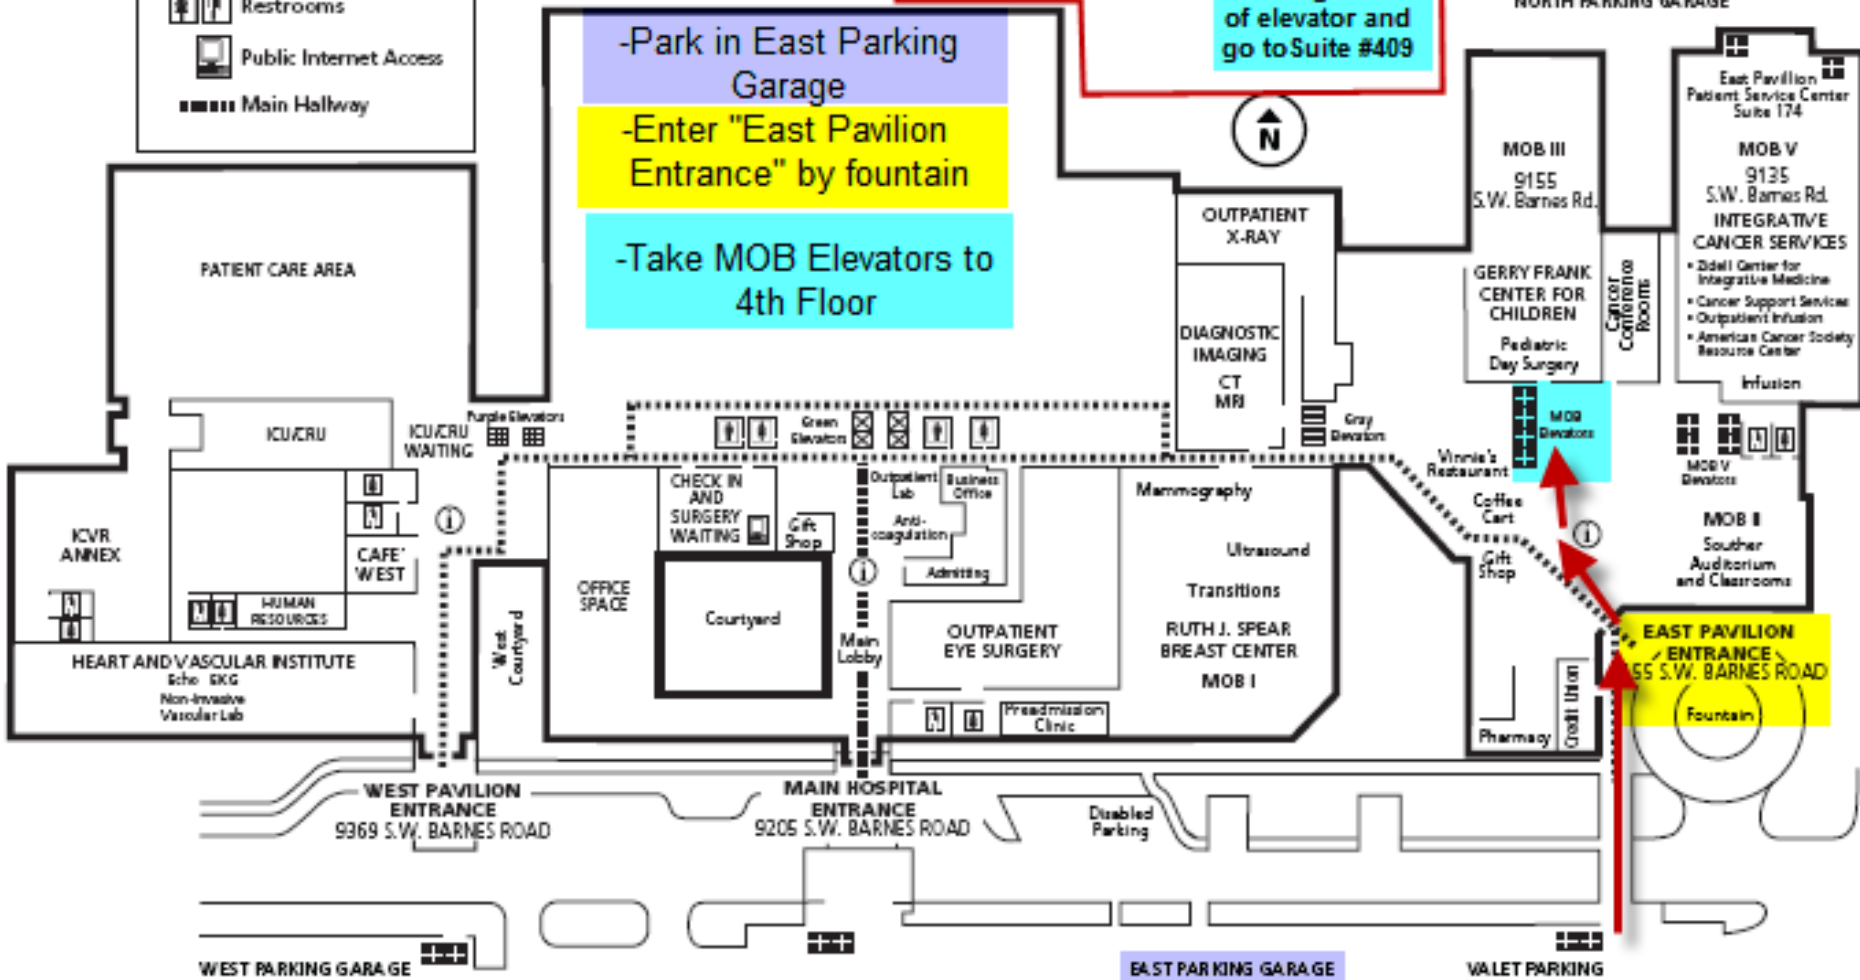 Restrooms
Public Internet Access
Main Hallway
-Park in East Parking
Garage
-Enter "East Pavilion
Entrance" by fountain
-Take MOB Elevators to
4th Floor
of elevator and
go to Suite #409
NORTH PARKING GARAGE
N
East Pavilion
Patient Service Center
Suite 174
MOB III
9155
S.W. Barnes Rd.
MOB V
9135
S.W. Barnes Rd.
INTEGRATIVE
CANCER SERVICES
• Zidell Center for
Integrative Medicine
• Cancer Support Services
• Outpatient Infusion
• American Cancer Society
Resource Center
Infusion
GERRY FRANK
CENTER FOR
CHILDREN
Pediatric
Day Surgery
Cancer
Conference
Rooms
OUTPATIENT
X-RAY
DIAGNOSTIC
IMAGING
CT
MRI
PATIENT CARE AREA
ICU/CRU
ICU/CRU
WAITING
Purple Elevators
Green
Elevators
Gray
Elevators
MOB
Elevators
MOB V
Elevators
Vinnie's
Restaurant
Coffee
Cart
Gift
Shop
MOB II
Souther
Auditorium
and Classrooms
CHECK IN
AND
SURGERY
WAITING
Gift
Shop
Outpatient
Lab
Business
Office
Anti-
coagulation
Admitting
Mammography
Ultrasound
Transitions
RUTH J. SPEAR
BREAST CENTER
MOB I
ICVR
ANNEX
CAFE'
WEST
HUMAN
RESOURCES
OFFICE
SPACE
Courtyard
West
Courtyard
Main
Lobby
OUTPATIENT
EYE SURGERY
Preadmission
Clinic
HEART AND VASCULAR INSTITUTE
Echo EKG
Non-Invasive
Vascular Lab
Pharmacy
Credit Union
EAST PAVILION
ENTRANCE
55 S.W. BARNES ROAD
Fountain
WEST PAVILION
ENTRANCE
9369 S.W. BARNES ROAD
MAIN HOSPITAL
ENTRANCE
9205 S.W. BARNES ROAD
Disabled
Parking
WEST PARKING GARAGE
EAST PARKING GARAGE
VALET PARKING